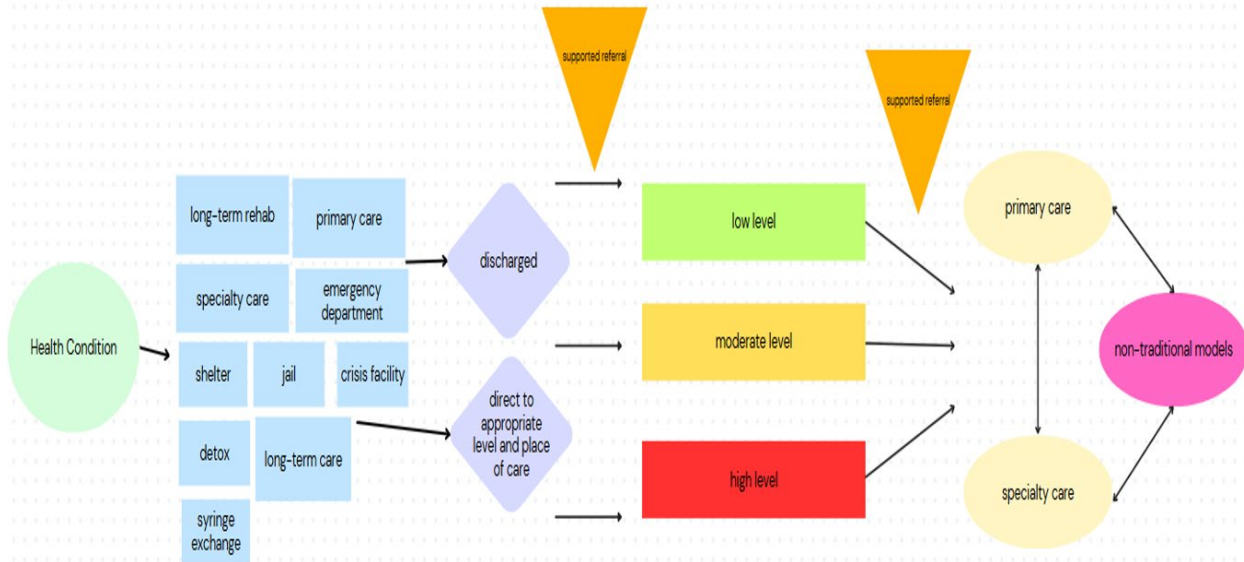 supported referral
supported referral
Health Condition
long-term rehab
primary care
specialty care
emergency
department
shelter
jail
crisis facility
detox
long-term care
syringe
exchange
discharged
direct to
appropriate
level and place
of care
low level
moderate level
high level
primary care
non-traditional models
specialty care